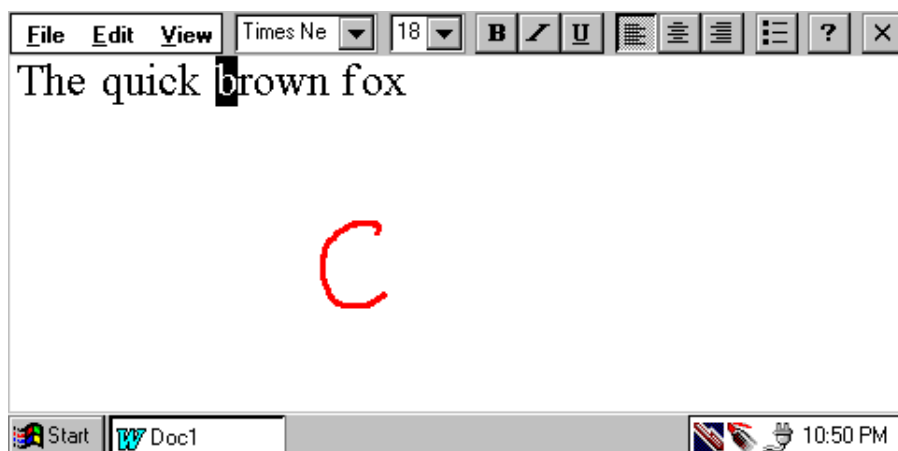 File Edit View Times Ne 18 B I U ? ×
The quick brown fox
C
Start W Doc1 10:50 PM